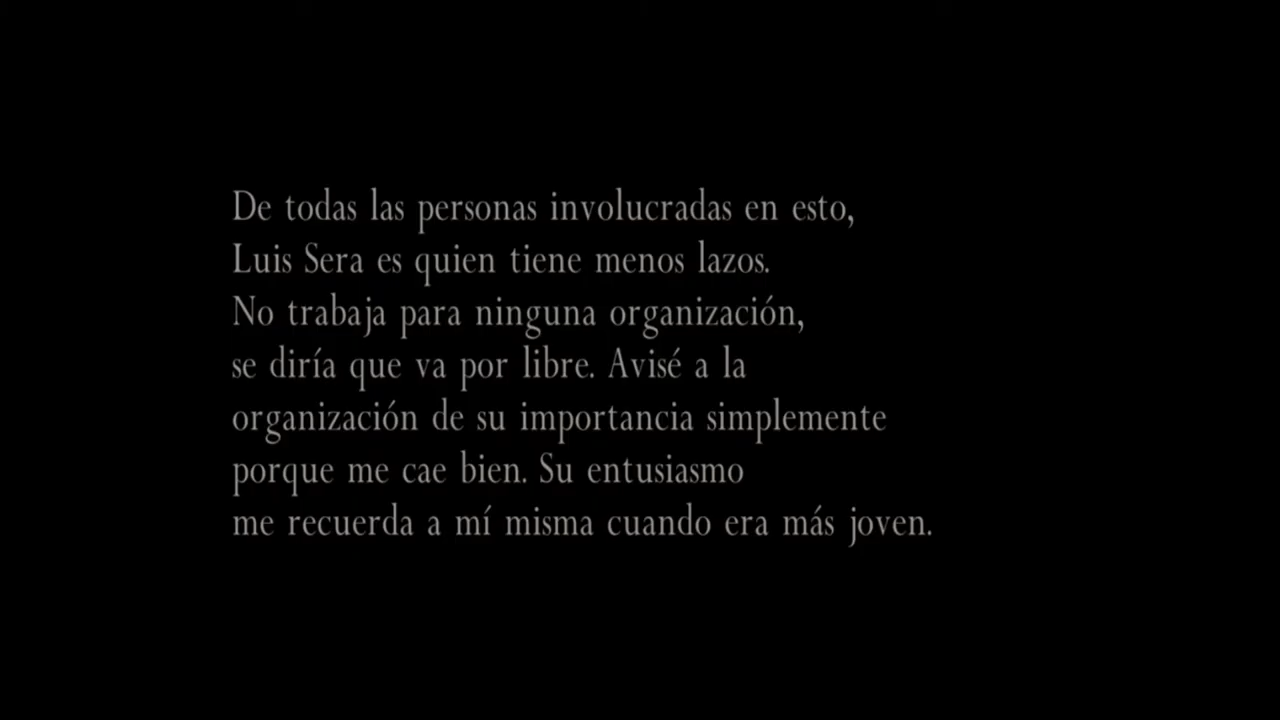 De todas las personas involucradas en esto,
Luis Sera es quien tiene menos lazos.
No trabaja para ninguna organización,
se diría que va por libre. Avisé a la
organización de su importancia simplemente
porque me cae bien. Su entusiasmo
me recuerda a mí misma cuando era más joven.